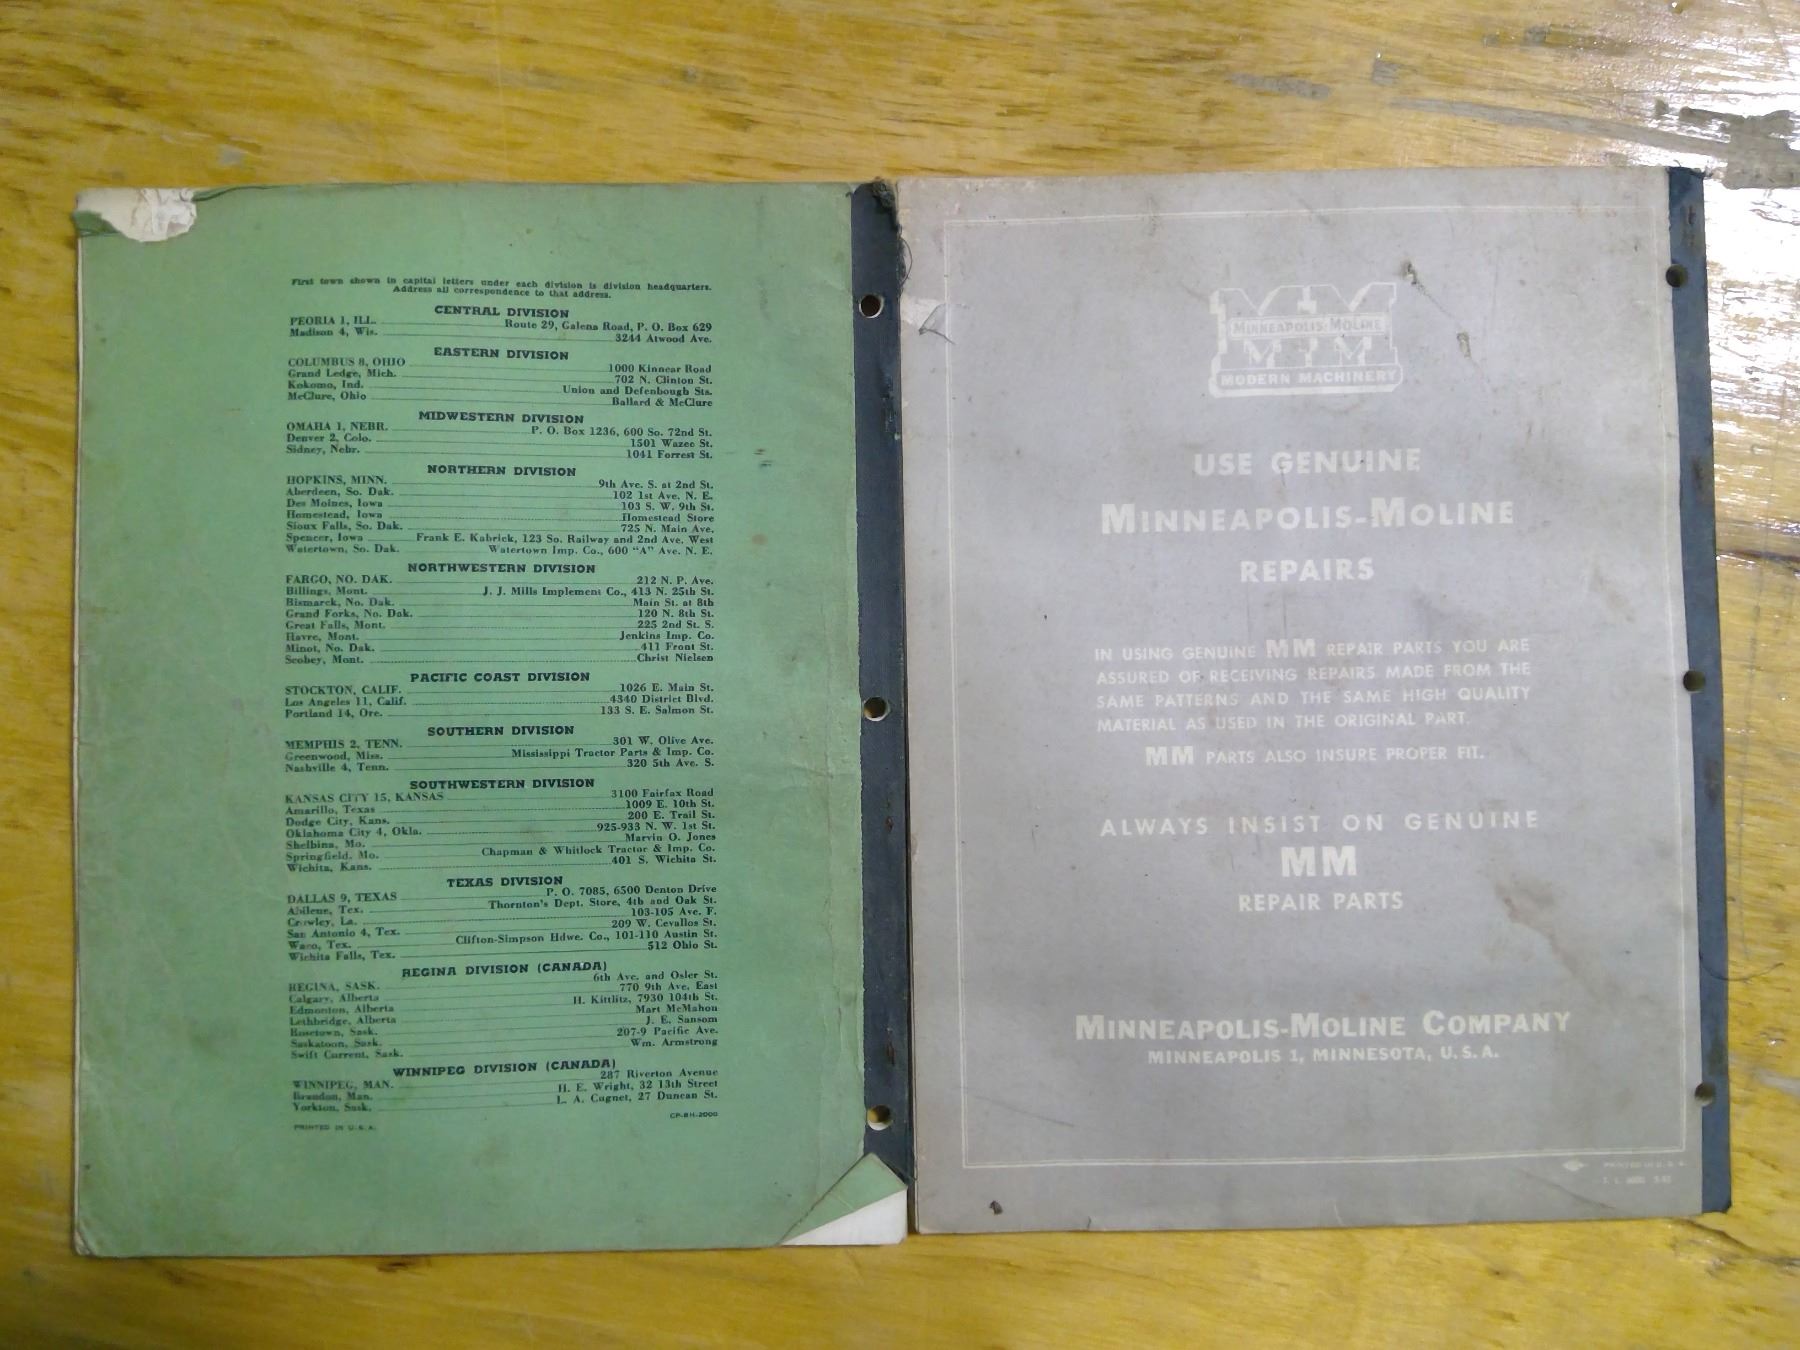 First town shown in capital letters under each division is division headquarters.
Address all correspondence to that address.
CENTRAL DIVISION
PEORIA 1, ILL. Route 29, Galena Road, P. O. Box 629
Madison 4, Wis. 3244 Atwood Ave.
EASTERN DIVISION
COLUMBUS 8, OHIO 1000 Kinnear Road
Grand Ledge, Mich. 702 N. Clinton St.
Kokomo, Ind. Union and Defenbough Sts.
McClure, Ohio Ballard & McClure
MIDWESTERN DIVISION
OMAHA 1, NEBR. P. O. Box 1236, 600 So. 72nd St.
Denver 2, Colo. 1501 Wazee St.
Sidney, Nebr. 1041 Forrest St.
NORTHERN DIVISION
HOPKINS, MINN. 9th Ave. S. at 2nd St.
Aberdeen, So. Dak. 102 1st Ave. N. E.
Des Moines, Iowa 103 S. W. 9th St.
Homestead, Iowa Homestead Store
Sioux Falls, So. Dak. 725 N. Main Ave.
Spencer, Iowa Frank E. Kabrick, 123 So. Railway and 2nd Ave. West
Watertown, So. Dak. Watertown Imp. Co., 600 "A" Ave. N. E.
NORTHWESTERN DIVISION
FARGO, NO. DAK. 212 N. P. Ave.
Billings, Mont. J. J. Mills Implement Co., 413 N. 25th St.
Bismarck, No. Dak. Main St. at 8th
Grand Forks, No. Dak. 120 N. 8th St.
Great Falls, Mont. 225 2nd St. S.
Havre, Mont. Jenkins Imp. Co.
Minot, No. Dak. 411 Front St.
Scobey, Mont. Christ Nielsen
PACIFIC COAST DIVISION
STOCKTON, CALIF. 1026 E. Main St.
Los Angeles 11, Calif. 4340 District Blvd.
Portland 14, Ore. 133 S. E. Salmon St.
SOUTHERN DIVISION
MEMPHIS 2, TENN. 301 W. Olive Ave.
Greenwood, Miss. Mississippi Tractor Parts & Imp. Co.
Nashville 4, Tenn. 320 5th Ave. S.
SOUTHWESTERN DIVISION
KANSAS CITY 15, KANSAS 3100 Fairfax Road
Amarillo, Texas 1009 E. 10th St.
Dodge City, Kans. 200 E. Trail St.
Oklahoma City 4, Okla. 925-933 N. W. 1st St.
Shelbina, Mo. Marvin O. Jones
Springfield, Mo. Chapman & Whitlock Tractor & Imp. Co.
Wichita, Kans. 401 S. Wichita St.
TEXAS DIVISION
DALLAS 9, TEXAS P. O. 7085, 6500 Denton Drive
Abilene, Tex. Thornton's Dept. Store, 4th and Oak St.
Crowley, La. 103-105 Ave. F.
San Antonio 4, Tex. 209 W. Cevallos St.
Waco, Tex. Clifton-Simpson Hdwe. Co., 101-110 Austin St.
Wichita Falls, Tex. 512 Ohio St.
REGINA DIVISION (CANADA)
REGINA, SASK. 6th Ave. and Osler St.
Calgary, Alberta 770 9th Ave. East
Edmonton, Alberta H. Kittlitz, 7930 104th St.
Lethbridge, Alberta Mart McMahon
Rosetown, Sask. J. E. Sansom
Saskatoon, Sask. 207-9 Pacific Ave.
Swift Current, Sask. Wm. Armstrong
WINNIPEG DIVISION (CANADA)
WINNIPEG, MAN. 287 Riverton Avenue
Brandon, Man. H. E. Wright, 32 13th Street
Yorkton, Sask. L. A. Cugnet, 27 Duncan St.
CP-BH-2000
PRINTED IN U.S.A.
MM
MINNEAPOLIS-MOLINE
MODERN MACHINERY
USE GENUINE
MINNEAPOLIS-MOLINE
REPAIRS
IN USING GENUINE MM REPAIR PARTS YOU ARE
ASSURED OF RECEIVING REPAIRS MADE FROM THE
SAME PATTERNS AND THE SAME HIGH QUALITY
MATERIAL AS USED IN THE ORIGINAL PART.
MM PARTS ALSO INSURE PROPER FIT.
ALWAYS INSIST ON GENUINE
MM
REPAIR PARTS
MINNEAPOLIS-MOLINE COMPANY
MINNEAPOLIS 1, MINNESOTA, U.S.A.
PRINTED IN U.S.A.